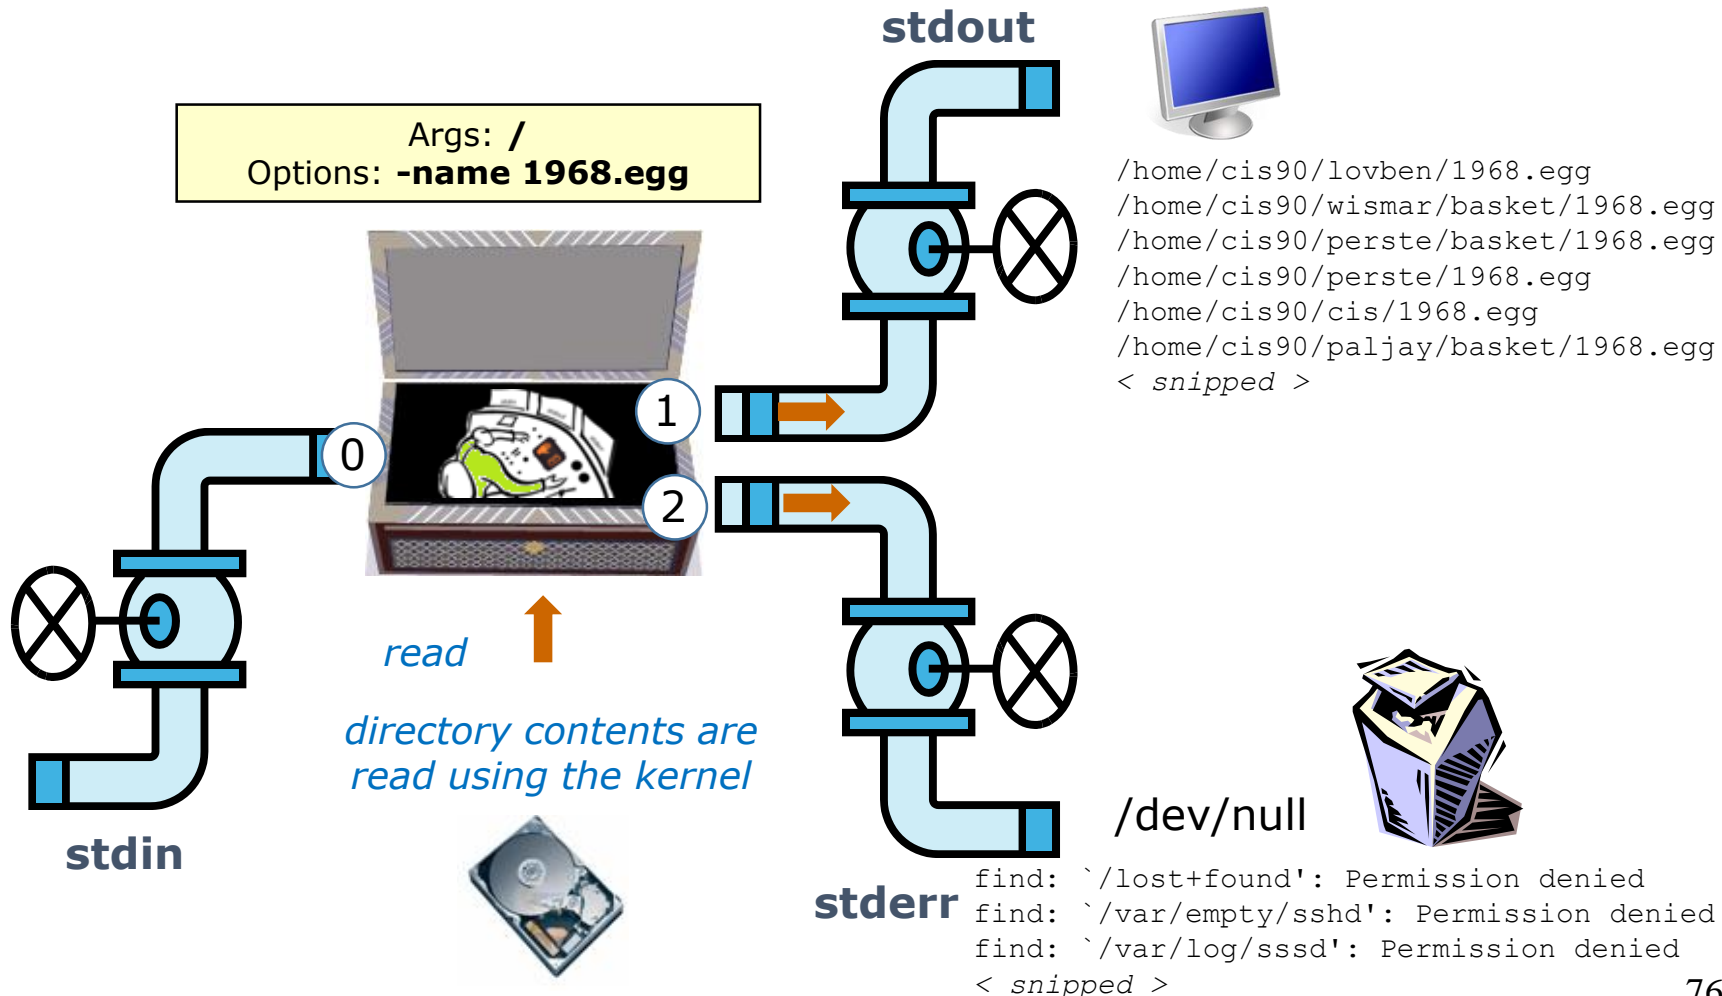 stdout
Args: /
Options: -name 1968.egg
/home/cis90/lovben/1968.egg
/home/cis90/wismar/basket/1968.egg
/home/cis90/perste/basket/1968.egg
/home/cis90/perste/1968.egg
/home/cis90/cis/1968.egg
/home/cis90/paljay/basket/1968.egg
< snipped >
1
0
2
read
directory contents are
read using the kernel
stdin
/dev/null
stderr
find: `/lost+found': Permission denied
find: `/var/empty/sshd': Permission denied
find: `/var/log/sssd': Permission denied
< snipped >
76